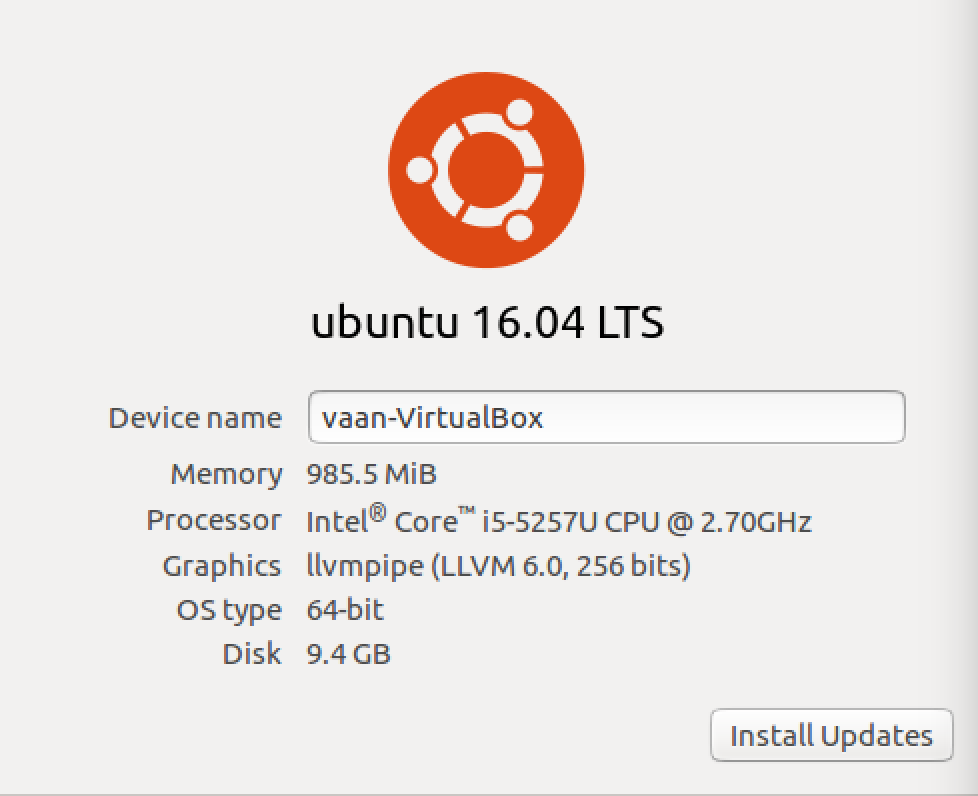 ubuntu 16.04 LTS
Device name vaan-VirtualBox
Memory 985.5 MiB
Processor Intel® Core™ i5-5257U CPU @ 2.70GHz
Graphics llvmpipe (LLVM 6.0, 256 bits)
OS type 64-bit
Disk 9.4 GB
Install Updates